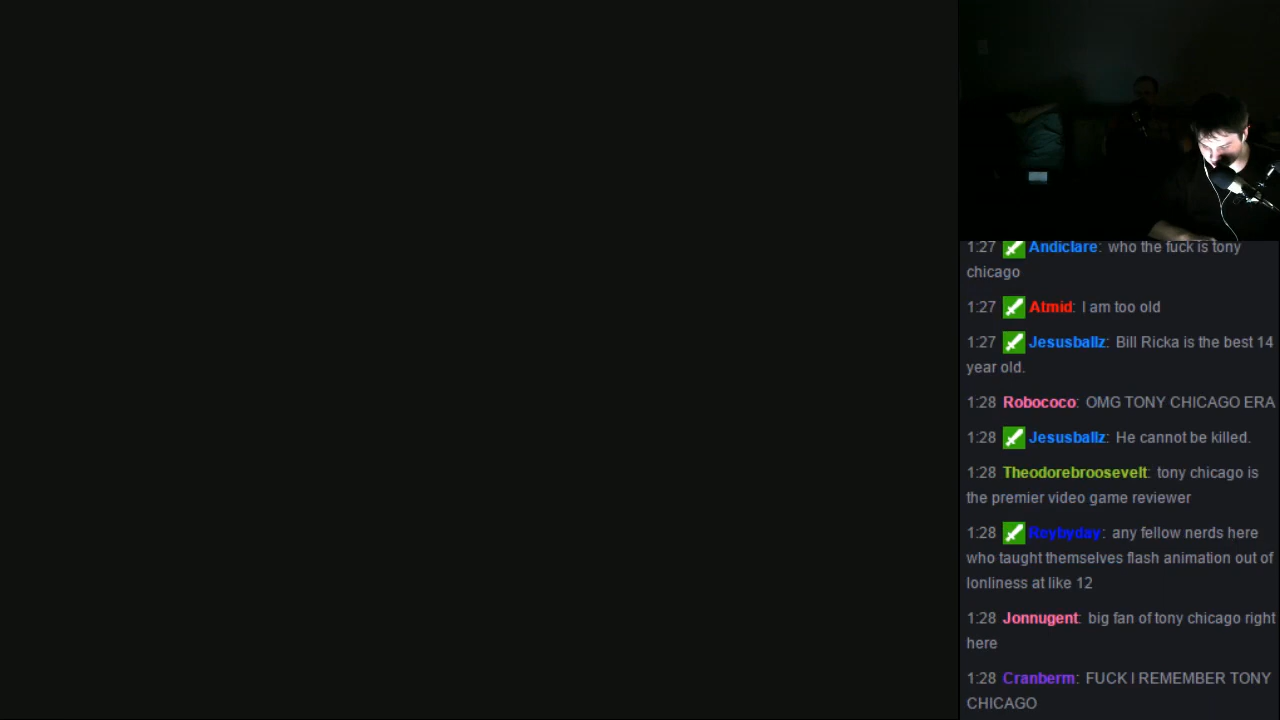 1:27 Andiclare: who the fuck is tony
chicago
1:27 Atmid: I am too old
1:27 Jesusballz: Bill Ricka is the best 14
year old.
1:28 Robococo: OMG TONY CHICAGO ERA
1:28 Jesusballz: He cannot be killed.
1:28 Theodorebroosevelt: tony chicago is
the premier video game reviewer
1:28 Roybyday: any fellow nerds here
who taught themselves flash animation out of
lonliness at like 12
1:28 Jonnugent: big fan of tony chicago right
here
1:28 Cranberm: FUCK I REMEMBER TONY
CHICAGO